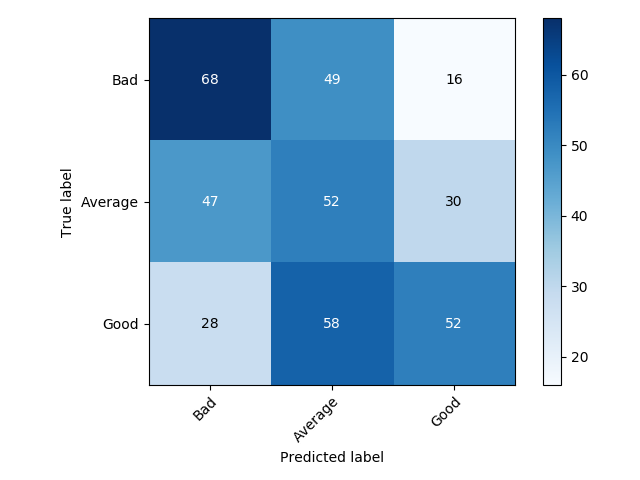 Bad 68 49 16
Average 47 52 30
Good 28 58 52
Bad Average Good
True label
Predicted label
60
50
40
30
20